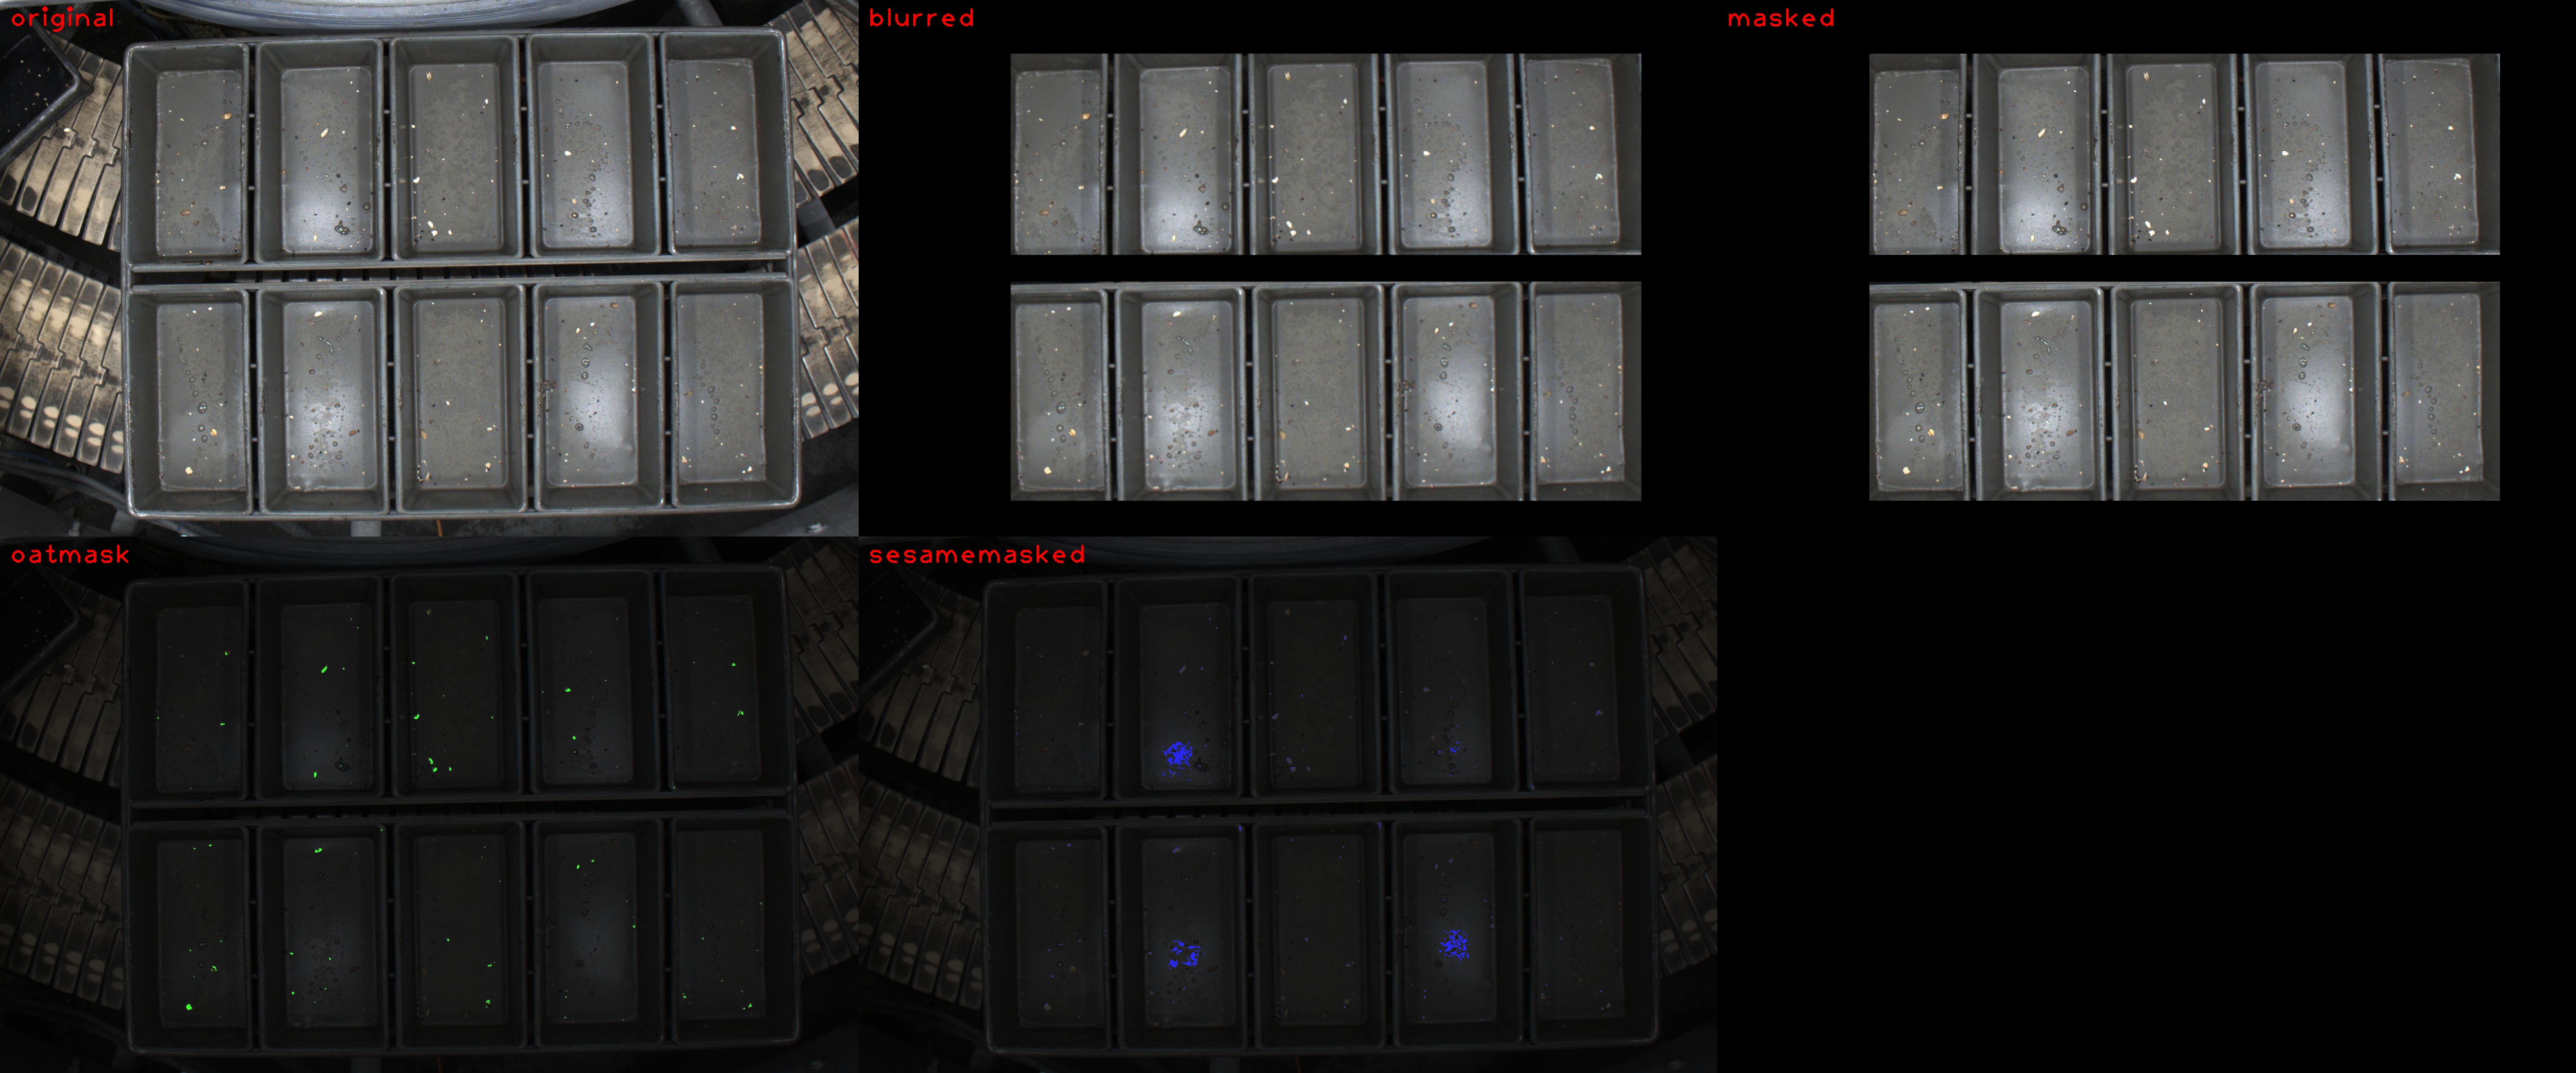 original
blurred
masked
oatmask
sesamemasked